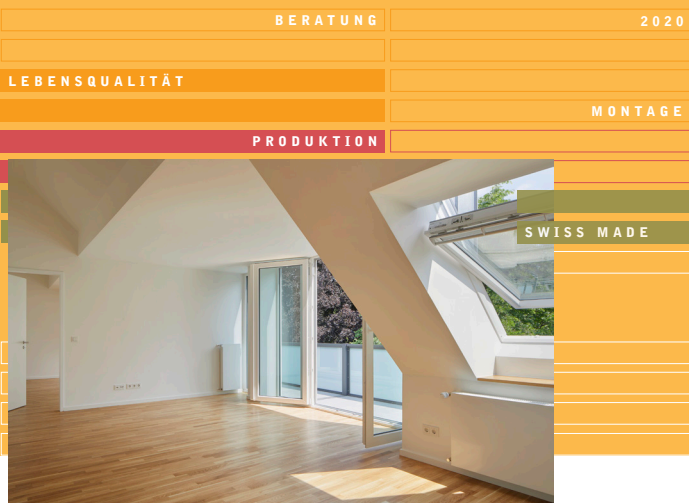 BERATUNG
2020
LEBENSQUALITÄT
MONTAGE
PRODUKTION
SWISS MADE